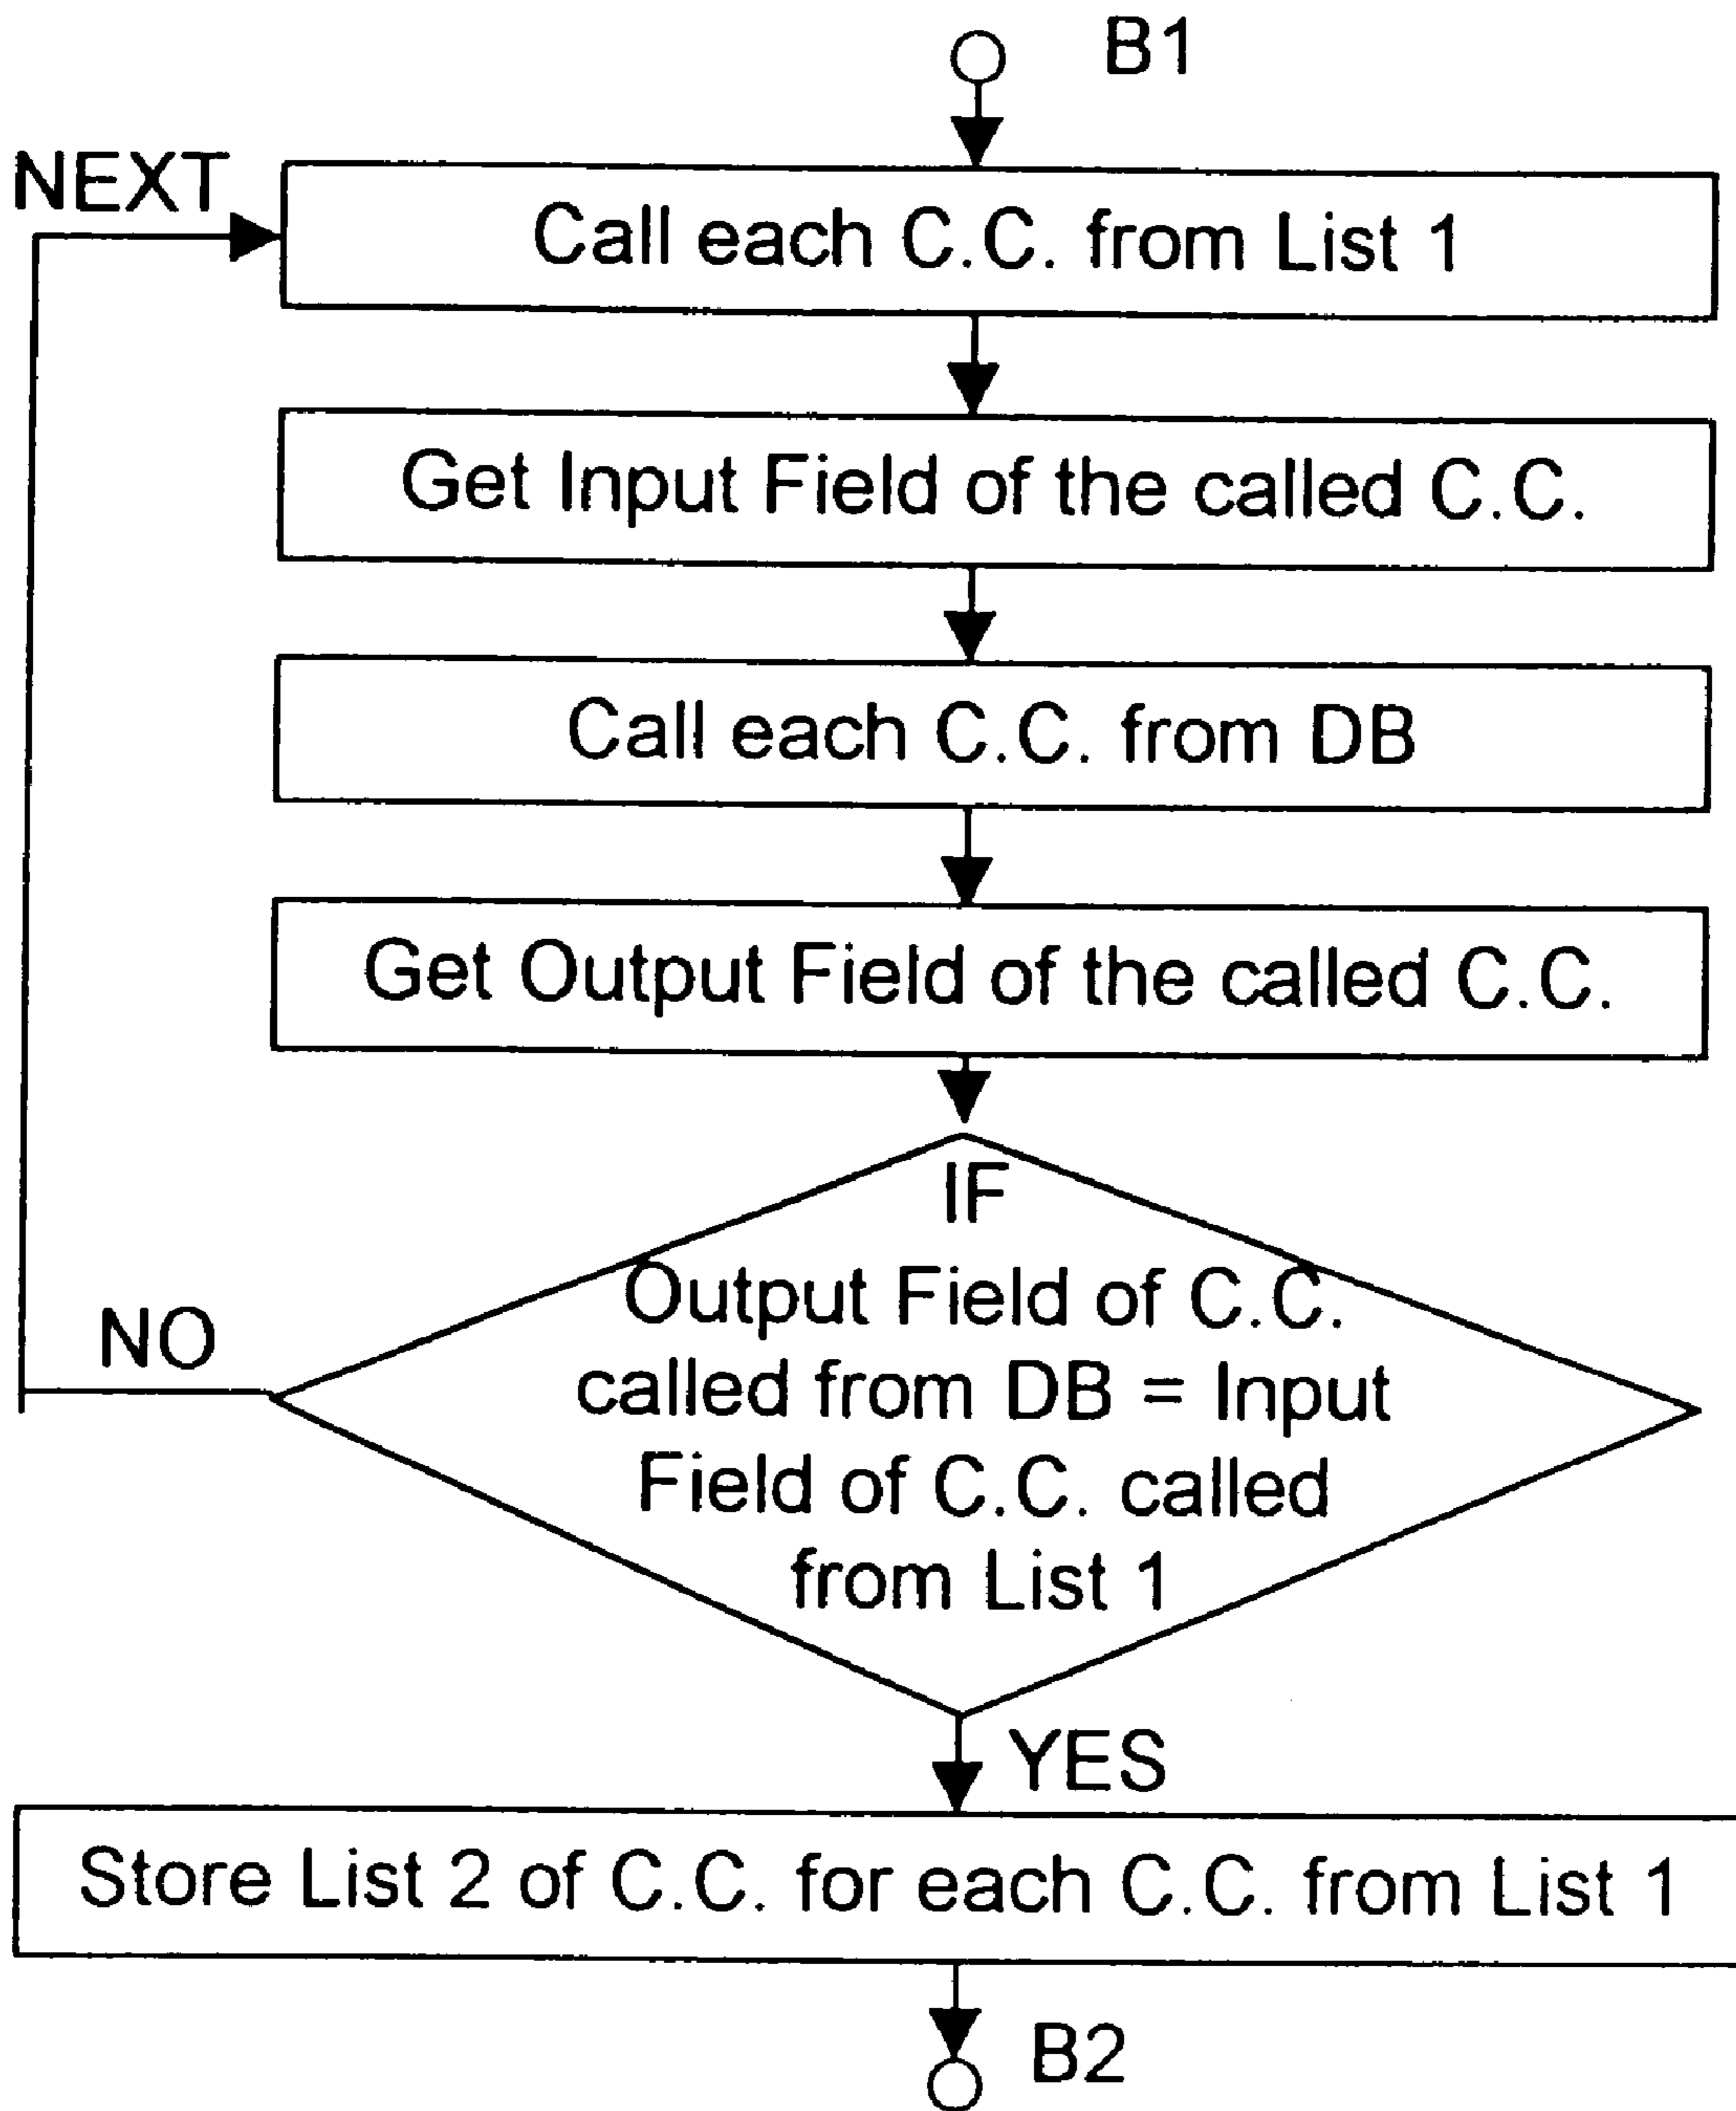 B1
NEXT
Call each C.C. from List 1
Get Input Field of the called C.C.
Call each C.C. from DB
Get Output Field of the called C.C.
IF
Output Field of C.C.
called from DB = Input
Field of C.C. called
from List 1
NO
YES
Store List 2 of C.C. for each C.C. from List 1
B2